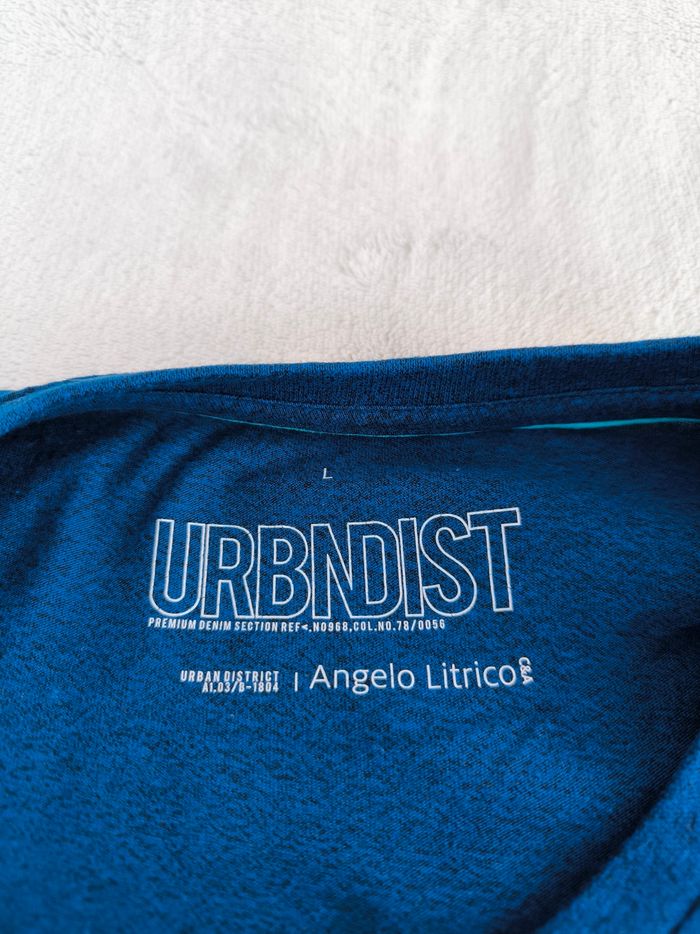 L
URBNDIST
PREMIUM DENIM SECTION REF◄.NO968.COL.NO.78/0056
URBAN DISTRICT
A1.03/B-1804 | Angelo Litrico C&A